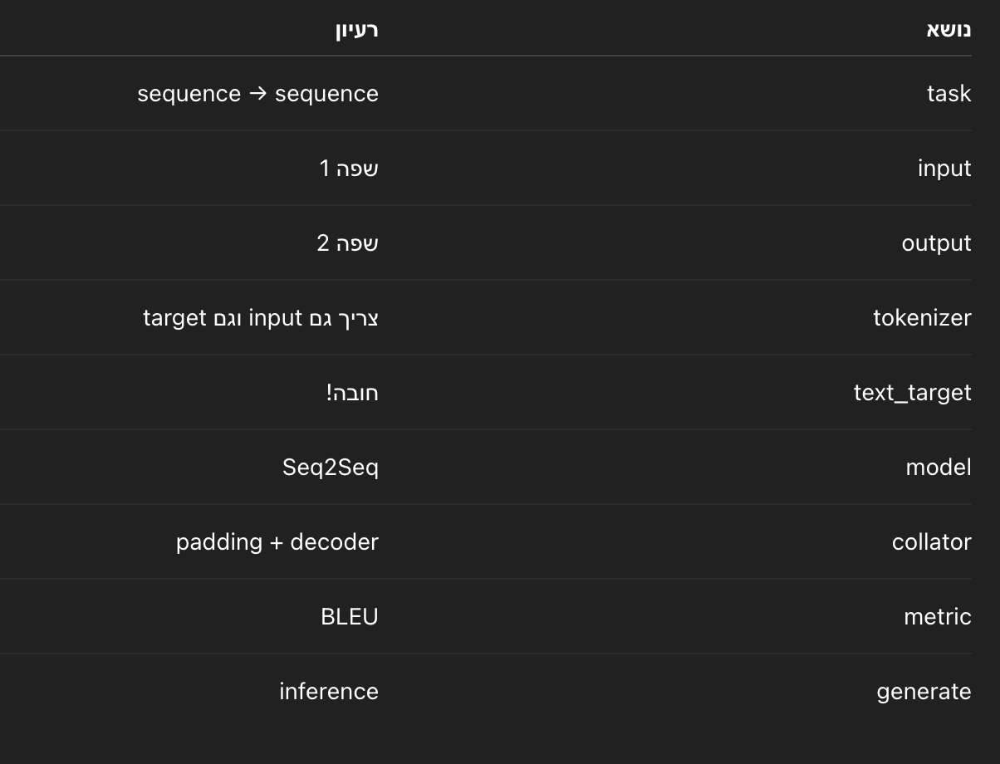 נושא רעיון
task sequence → sequence
input שפה 1
output שפה 2
tokenizer צריך גם input וגם target
text_target חובה!
model Seq2Seq
collator padding + decoder
metric BLEU
generate inference